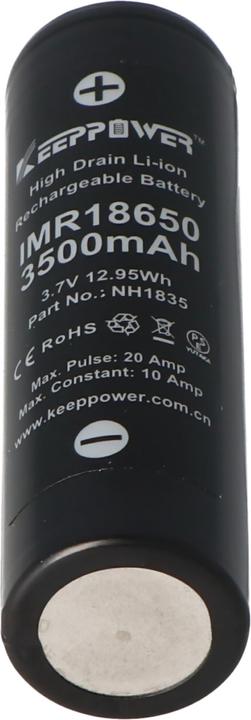 +
KEEPPOWER™
High Drain Li-ion
Rechargeable Battery
IMR18650
3500mAh
3.7V 12.95Wh
Part No.: NH1835
CE RoHS PSE
Max. Pulse: 20 Amp
Max. Constant: 10 Amp
www.keeppower.com.cn
−